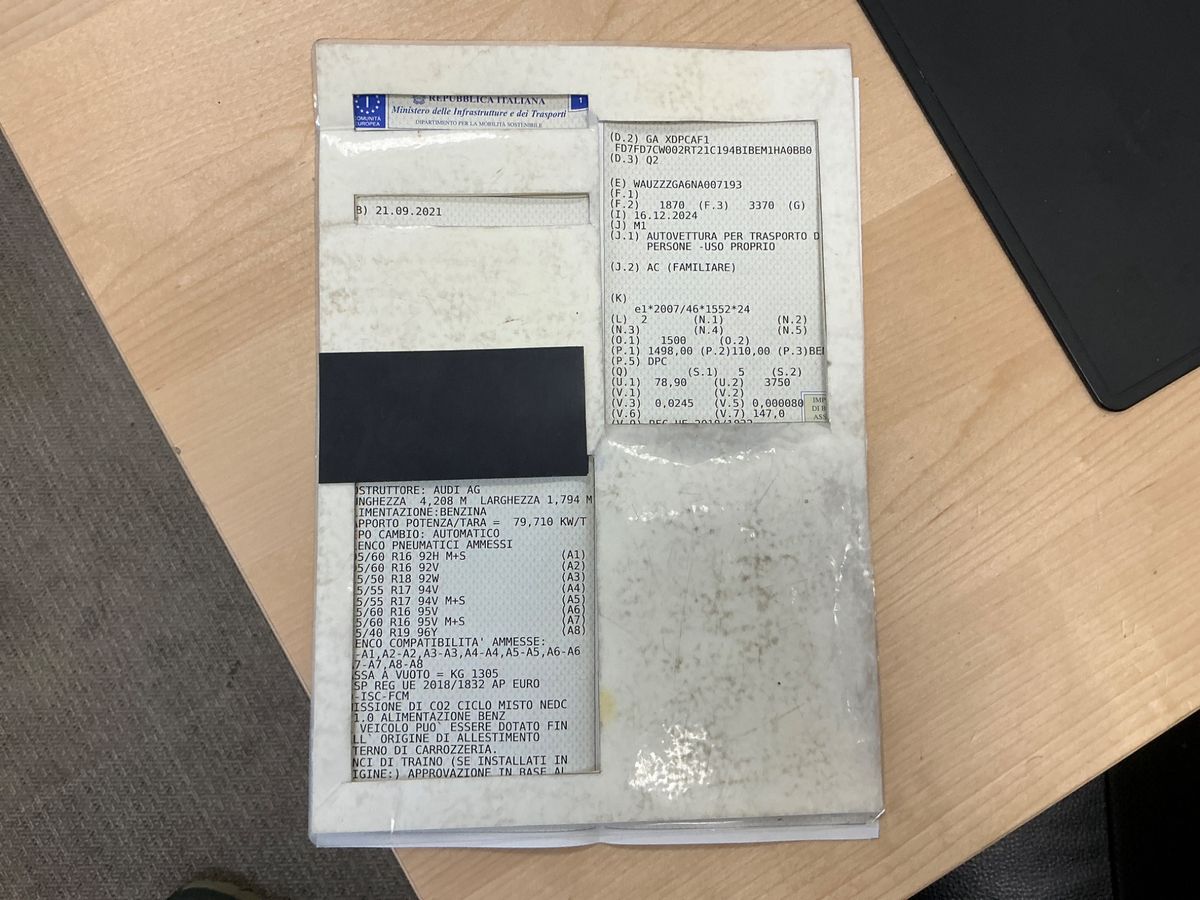 I
COMUNITÀ
EUROPEA
REPUBBLICA ITALIANA
1
Ministero delle Infrastrutture e dei Trasporti
DIPARTIMENTO PER LA MOBILITÀ SOSTENIBILE
B) 21.09.2021
STRUTTORE: AUDI AG
NGHEZZA 4,208 M LARGHEZZA 1,794 M
IMENTAZIONE:BENZINA
PPORTO POTENZA/TARA = 79,710 KW/T
PO CAMBIO: AUTOMATICO
ENCO PNEUMATICI AMMESSI
5/60 R16 92H M+S (A1)
5/60 R16 92V (A2)
5/50 R18 92W (A3)
5/55 R17 94V (A4)
5/55 R17 94V M+S (A5)
5/60 R16 95V (A6)
5/60 R16 95V M+S (A7)
5/40 R19 96Y (A8)
ENCO COMPATIBILITA' AMMESSE:
-A1,A2-A2,A3-A3,A4-A4,A5-A5,A6-A6
7-A7,A8-A8
SSA A VUOTO = KG 1305
SP REG UE 2018/1832 AP EURO
-ISC-FCM
ISSIONE DI CO2 CICLO MISTO NEDC
1.0 ALIMENTAZIONE BENZ
VEICOLO PUO` ESSERE DOTATO FIN
LL` ORIGINE DI ALLESTIMENTO
TERNO DI CARROZZERIA.
NCI DI TRAINO (SE INSTALLATI IN
IGINE:) APPROVAZIONE IN BASE AL
(D.2) GA XDPCAF1
FD7FD7CW002RT21C194BIBEM1HA0BB0
(D.3) Q2
(E) WAUZZZGA6NA007193
(F.1)
(F.2) 1870 (F.3) 3370 (G)
(I) 16.12.2024
(J) M1
(J.1) AUTOVETTURA PER TRASPORTO D
PERSONE -USO PROPRIO
(J.2) AC (FAMILIARE)
(K)
e1*2007/46*1552*24
(L) 2 (N.1) (N.2)
(N.3) (N.4) (N.5)
(O.1) 1500 (O.2)
(P.1) 1498,00 (P.2)110,00 (P.3)BE
(P.5) DPC
(Q) (S.1) 5 (S.2)
(U.1) 78,90 (U.2) 3750
(V.1) (V.2)
(V.3) 0,0245 (V.5) 0,000080
(V.6) (V.7) 147,0
(V.9) REG UE 2018/1832
IMP
DI B
ASS